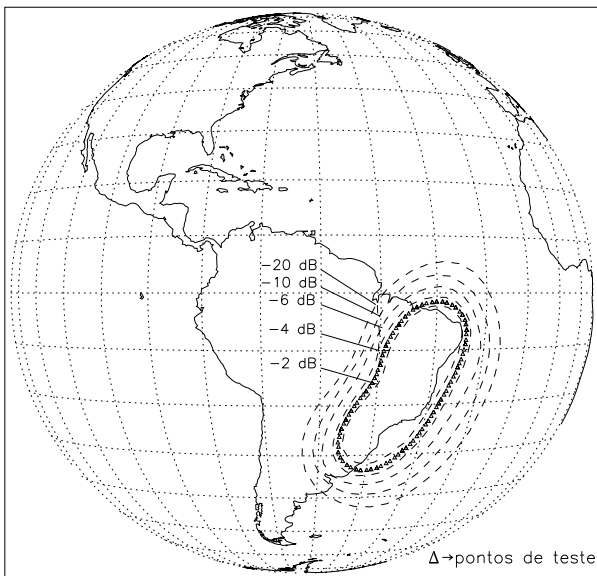 -20 dB
-10 dB
-6 dB
-4 dB
-2 dB
Δ→pontos de teste